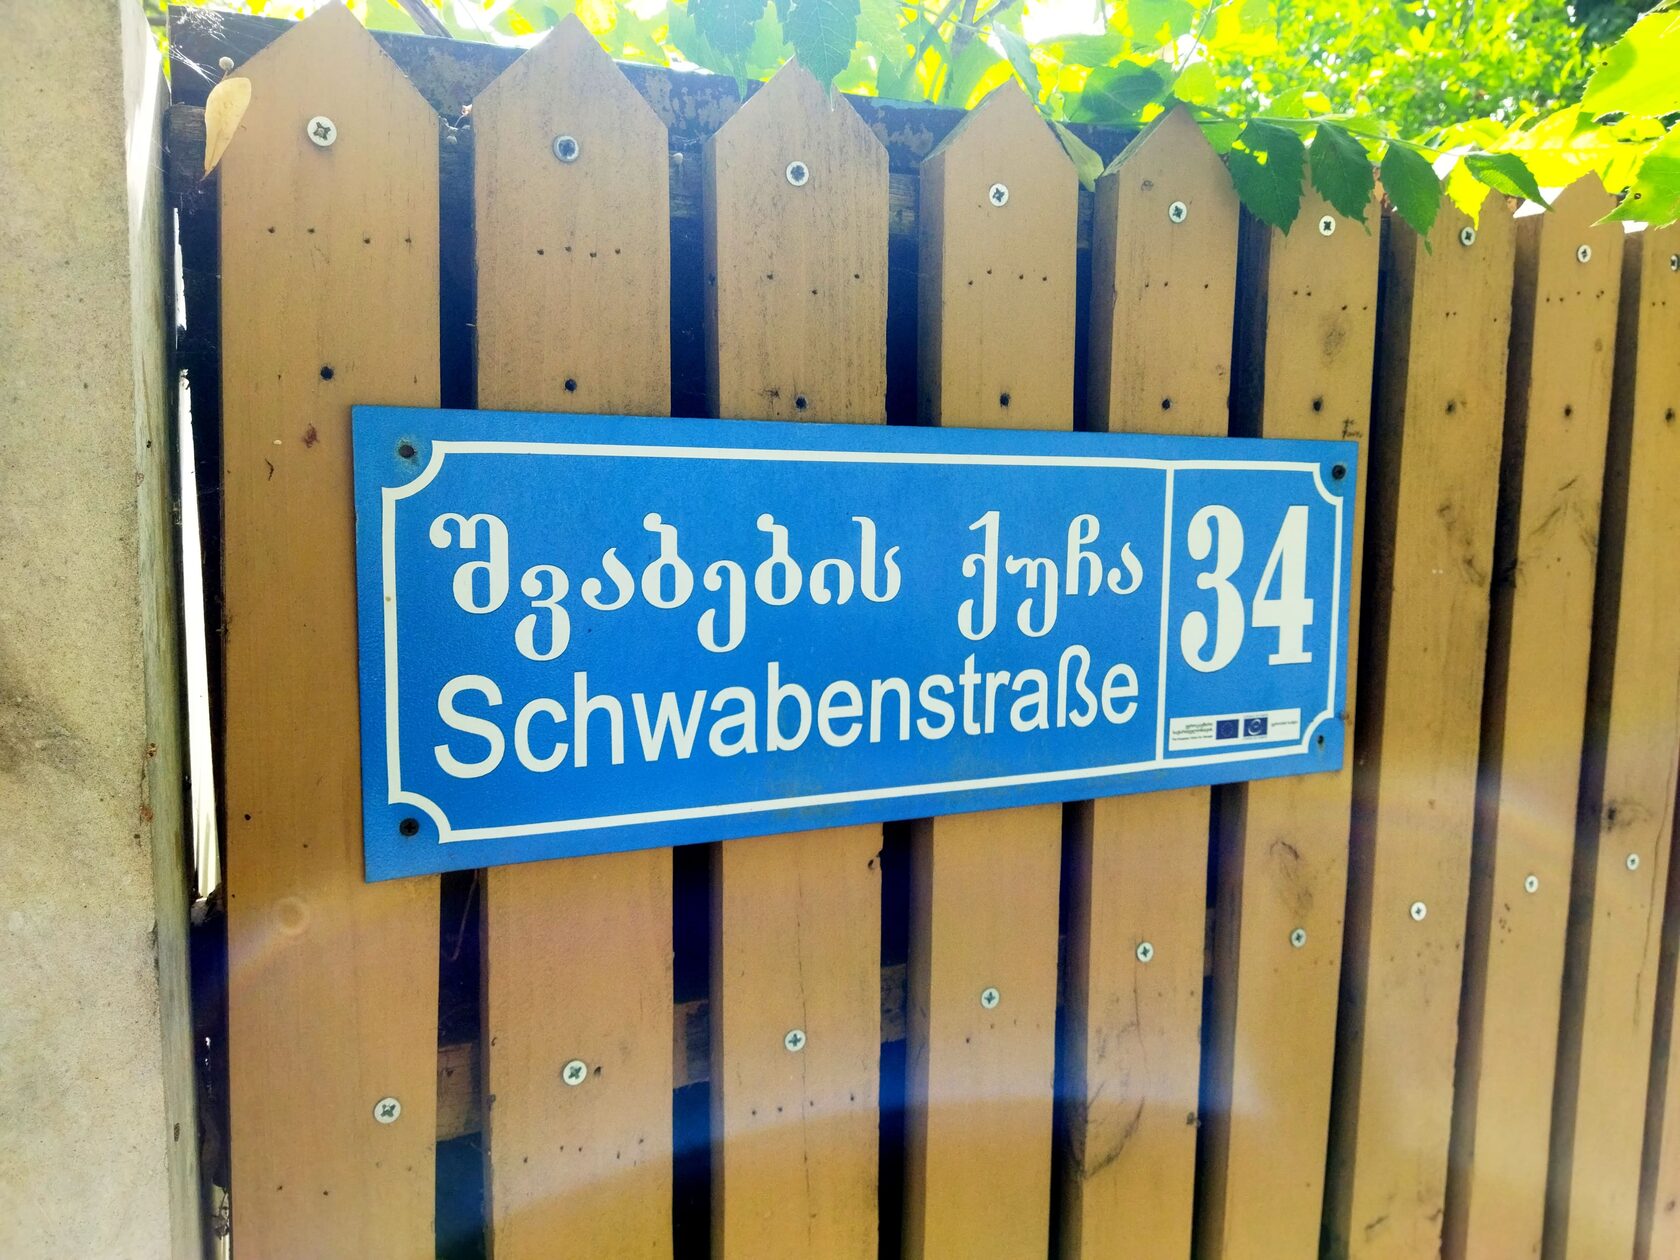 შვაბების ქუჩა
Schwabenstraße
34